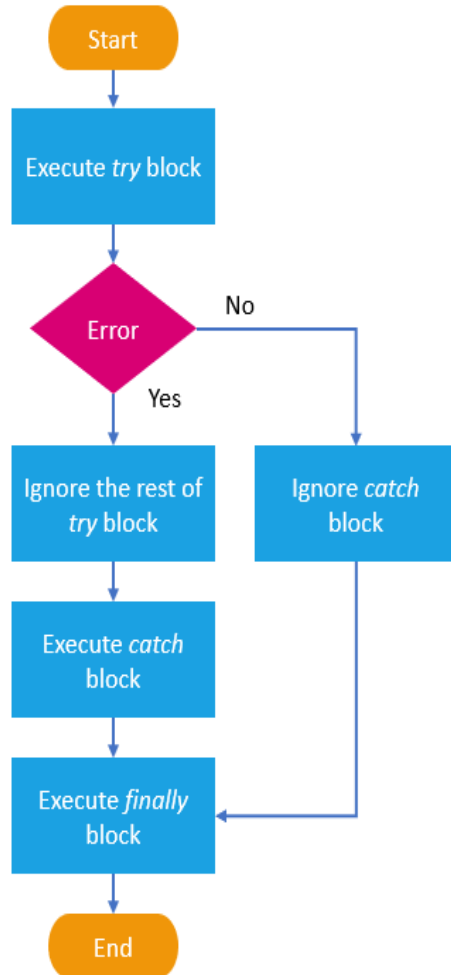 Start
Execute try block
Error
No
Yes
Ignore the rest of
try block
Ignore catch
block
Execute catch
block
Execute finally
block
End